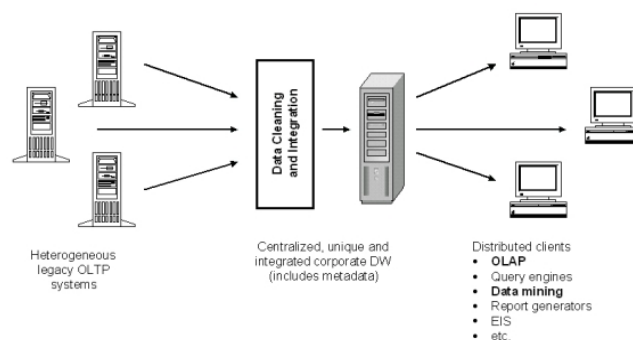 Data Cleaning
and Integration
Heterogeneous
legacy OLTP
systems
Centralized, unique and
integrated corporate DW
(includes metadata)
Distributed clients
• OLAP
• Query engines
• Data mining
• Report generators
• EIS
• etc.